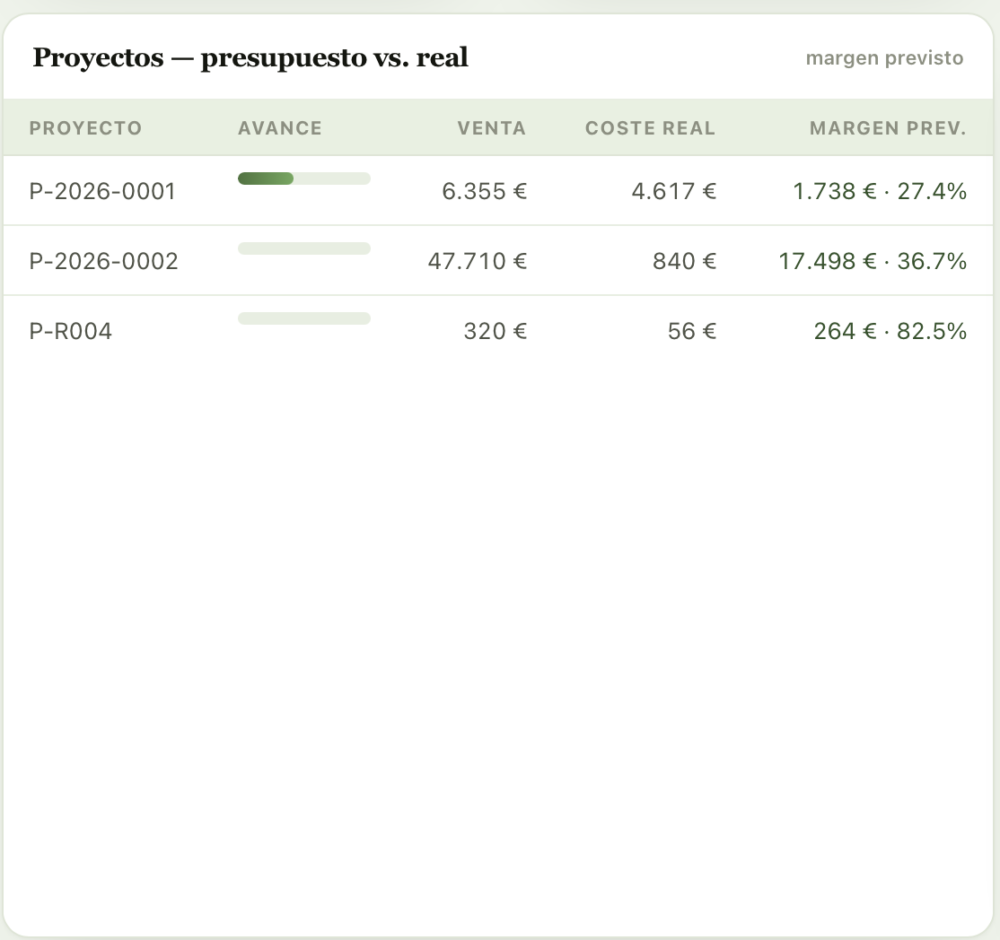 Proyectos — presupuesto vs. real margen previsto
PROYECTO AVANCE VENTA COSTE REAL MARGEN PREV.
P-2026-0001 6.355 € 4.617 € 1.738 € · 27.4%
P-2026-0002 47.710 € 840 € 17.498 € · 36.7%
P-R004 320 € 56 € 264 € · 82.5%